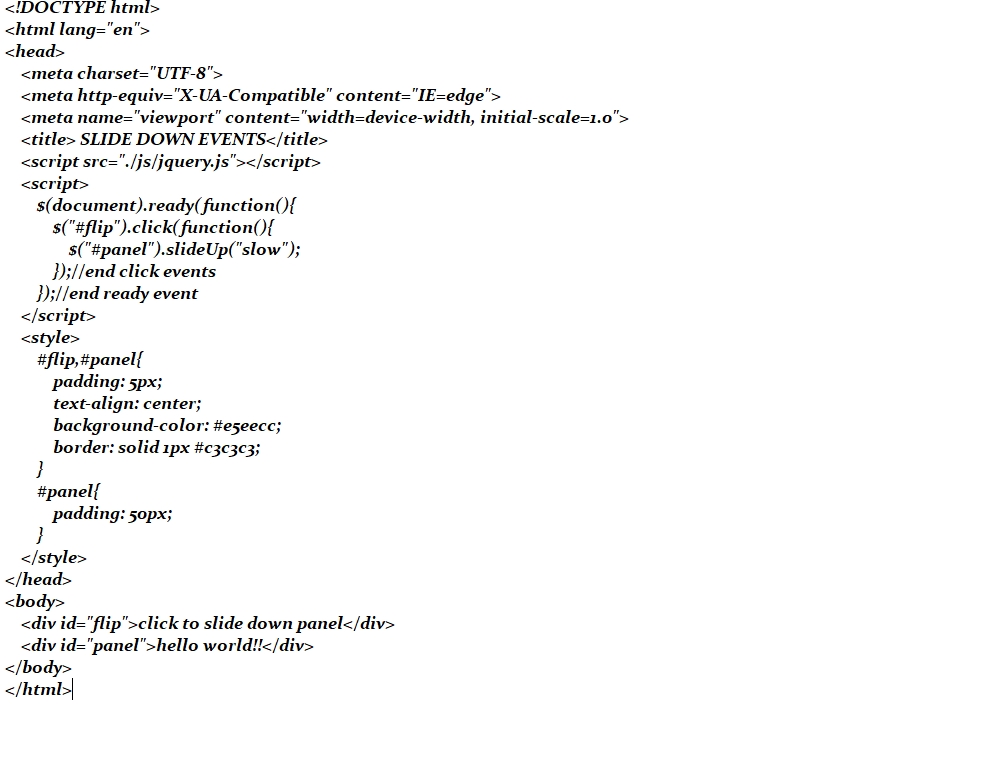 <!DOCTYPE html>
<html lang="en">
<head>
    <meta charset="UTF-8">
    <meta http-equiv="X-UA-Compatible" content="IE=edge">
    <meta name="viewport" content="width=device-width, initial-scale=1.0">
    <title> SLIDE DOWN EVENTS</title>
    <script src="./js/jquery.js"></script>
    <script>
        $(document).ready(function(){
            $("#flip").click(function(){
                $("#panel").slideUp("slow");
            });//end click events
        });//end ready event
    </script>
    <style>
        #flip,#panel{
            padding: 5px;
            text-align: center;
            background-color: #e5eecc;
            border: solid 1px #c3c3c3;
        }
        #panel{
            padding: 50px;
        }
    </style>
</head>
<body>
    <div id="flip">click to slide down panel</div>
    <div id="panel">hello world!!</div>
</body>
</html>